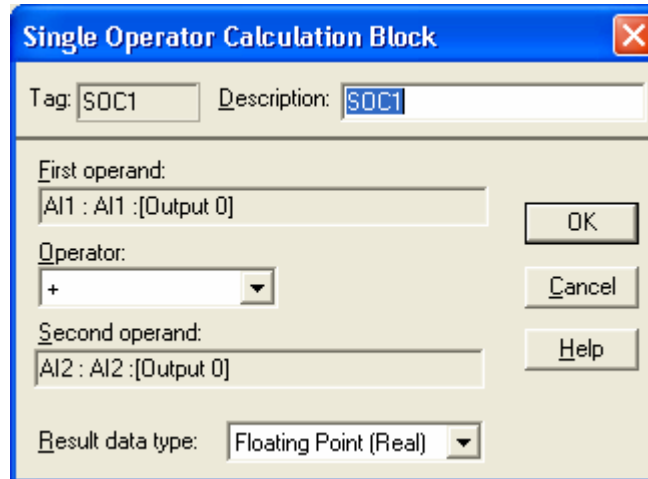 Single Operator Calculation Block
Tag: SOC1 Description: SOC1
First operand:
AI1 : AI1 :[Output 0]
OK
Operator:
+
Cancel
Second operand:
AI2 : AI2 :[Output 0]
Help
Result data type: Floating Point (Real)